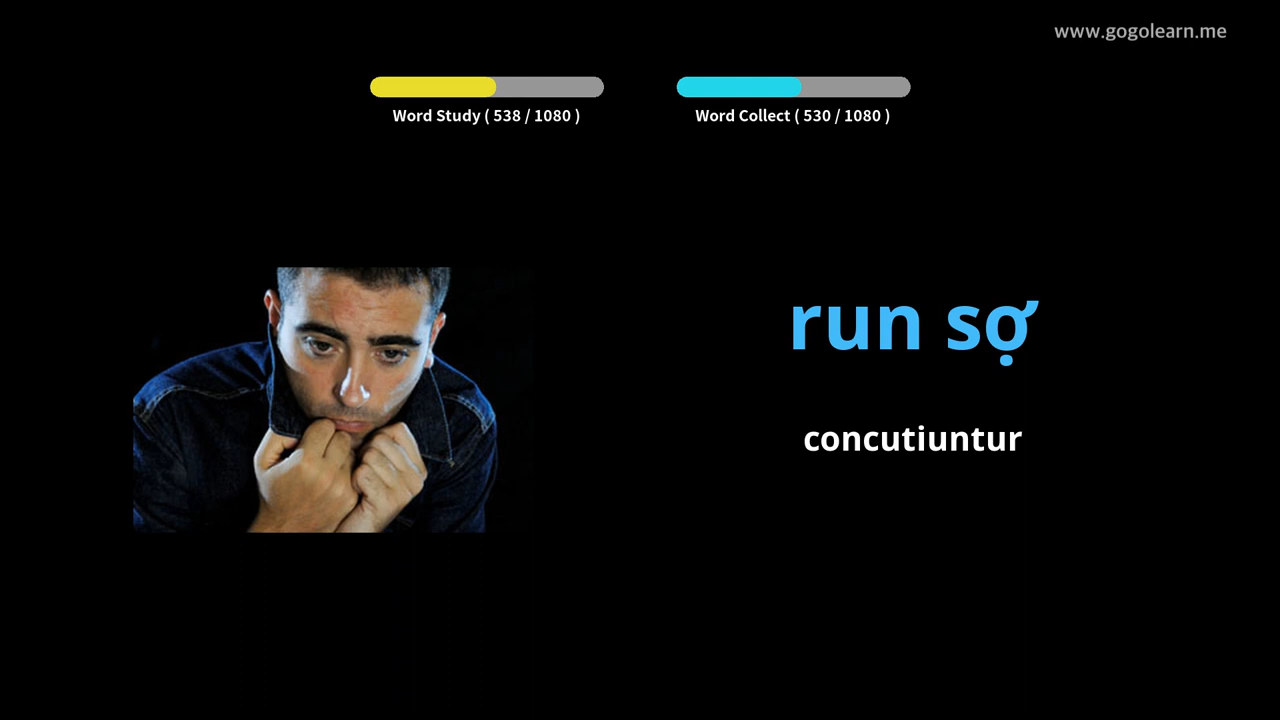 www.gogolearn.me
Word Study ( 538 / 1080 )
Word Collect ( 530 / 1080 )
run sợ
concutiuntur